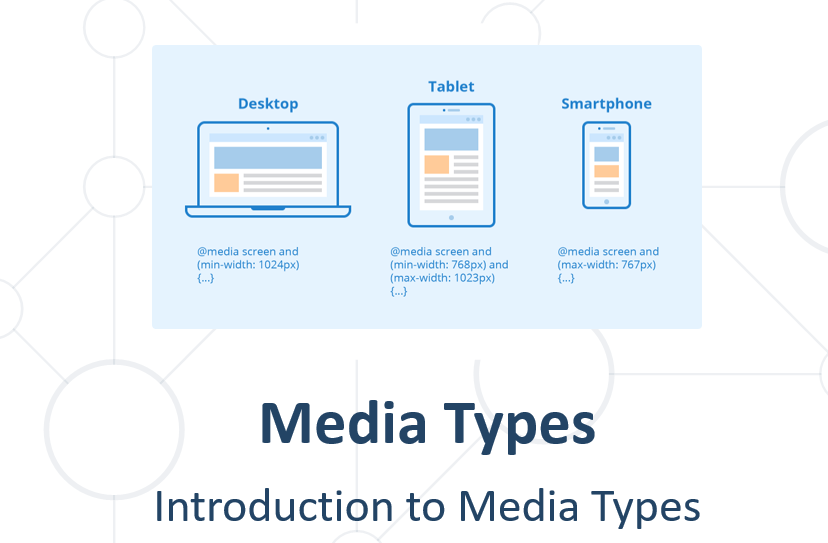 Desktop
Tablet
Smartphone
@media screen and
(min-width: 1024px)
{...}
@media screen and
(min-width: 768px) and
(max-width: 1023px)
{...}
@media screen and
(max-width: 767px)
{...}
Media Types
Introduction to Media Types